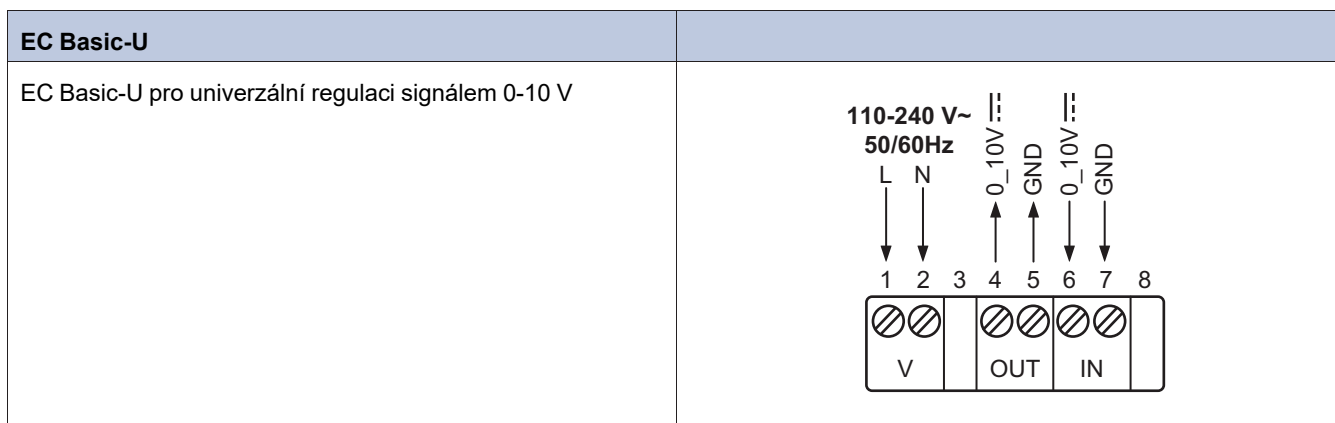 EC Basic-U
EC Basic-U pro univerzální regulaci signálem 0-10 V
110-240 V~
50/60Hz
L N
0_10V
GND
0_10V
GND
1 2 3 4 5 6 7 8
V OUT IN